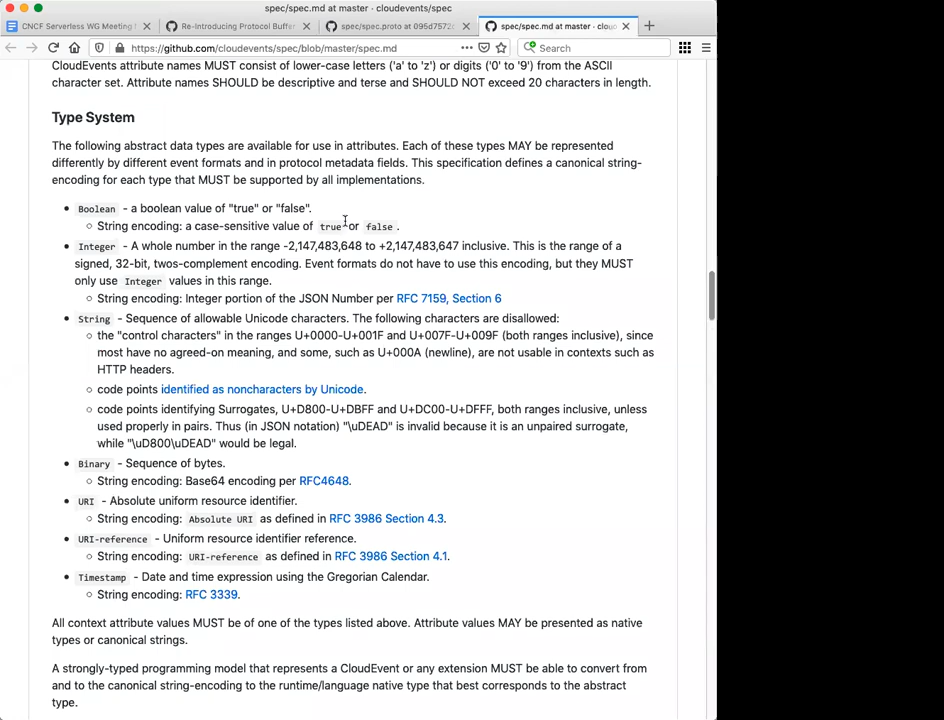 spec/spec.md at master · cloudevents/spec
CNCF Serverless WG Meeting
Re-Introducing Protocol Buffer
spec/spec.proto at 095d7572
spec/spec.md at master · clou
https://github.com/cloudevents/spec/blob/master/spec.md
Search
CloudEvents attribute names MUST consist of lower-case letters ('a' to 'z') or digits ('0' to '9') from the ASCII
character set. Attribute names SHOULD be descriptive and terse and SHOULD NOT exceed 20 characters in length.
Type System
The following abstract data types are available for use in attributes. Each of these types MAY be represented
differently by different event formats and in protocol metadata fields. This specification defines a canonical string-
encoding for each type that MUST be supported by all implementations.
Boolean - a boolean value of "true" or "false".
String encoding: a case-sensitive value of true or false .
Integer - A whole number in the range -2,147,483,648 to +2,147,483,647 inclusive. This is the range of a
signed, 32-bit, twos-complement encoding. Event formats do not have to use this encoding, but they MUST
only use Integer values in this range.
String encoding: Integer portion of the JSON Number per RFC 7159, Section 6
String - Sequence of allowable Unicode characters. The following characters are disallowed:
the "control characters" in the ranges U+0000-U+001F and U+007F-U+009F (both ranges inclusive), since
most have no agreed-on meaning, and some, such as U+000A (newline), are not usable in contexts such as
HTTP headers.
code points identified as noncharacters by Unicode.
code points identifying Surrogates, U+D800-U+DBFF and U+DC00-U+DFFF, both ranges inclusive, unless
used properly in pairs. Thus (in JSON notation) "\uDEAD" is invalid because it is an unpaired surrogate,
while "\uD800\uDEAD" would be legal.
Binary - Sequence of bytes.
String encoding: Base64 encoding per RFC4648.
URI - Absolute uniform resource identifier.
String encoding: Absolute URI as defined in RFC 3986 Section 4.3.
URI-reference - Uniform resource identifier reference.
String encoding: URI-reference as defined in RFC 3986 Section 4.1.
Timestamp - Date and time expression using the Gregorian Calendar.
String encoding: RFC 3339.
All context attribute values MUST be of one of the types listed above. Attribute values MAY be presented as native
types or canonical strings.
A strongly-typed programming model that represents a CloudEvent or any extension MUST be able to convert from
and to the canonical string-encoding to the runtime/language native type that best corresponds to the abstract
type.